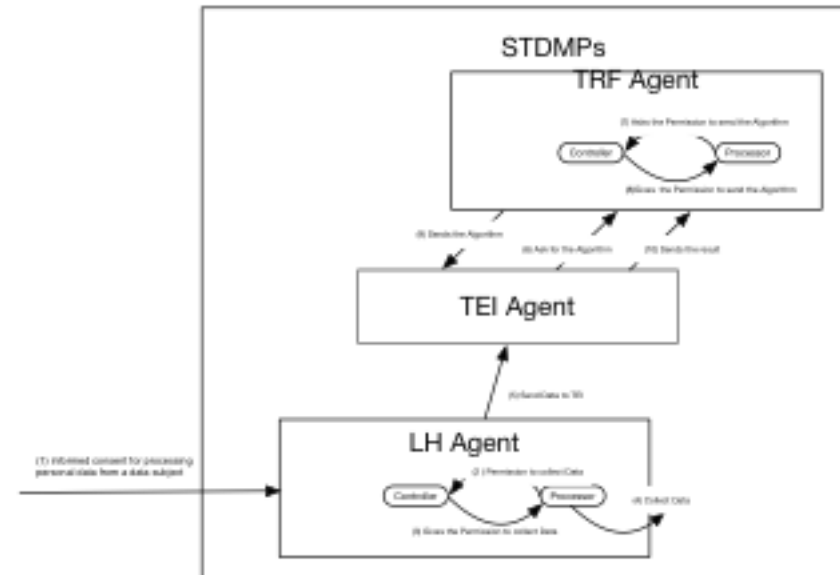 STDMPs
TRF Agent
(7) Asks the Permission to send the Algorithm
Controller
Processor
(8)Gives the Permission to send the Algorithm
(9) Sends the Algorithm
(6) Ask for the Algorithm
(10) Sends the result
TEI Agent
(5) Send Data to TEI
LH Agent
(1) informed consent for processing
personal data from a data subject
(2 ) Permission to collect Data
Controller
Processor
(4) Collect Data
(3) Gives the Permission to collect Data